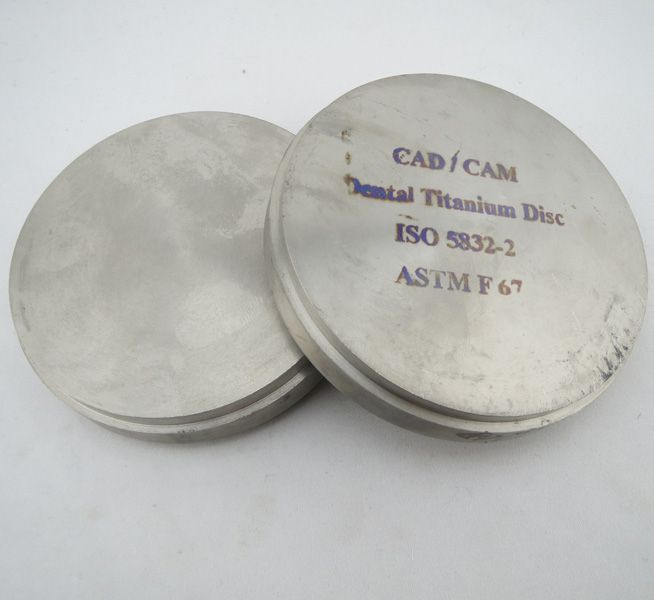 CAD / CAM
Dental Titanium Disc
ISO 5832-2
ASTM F 67